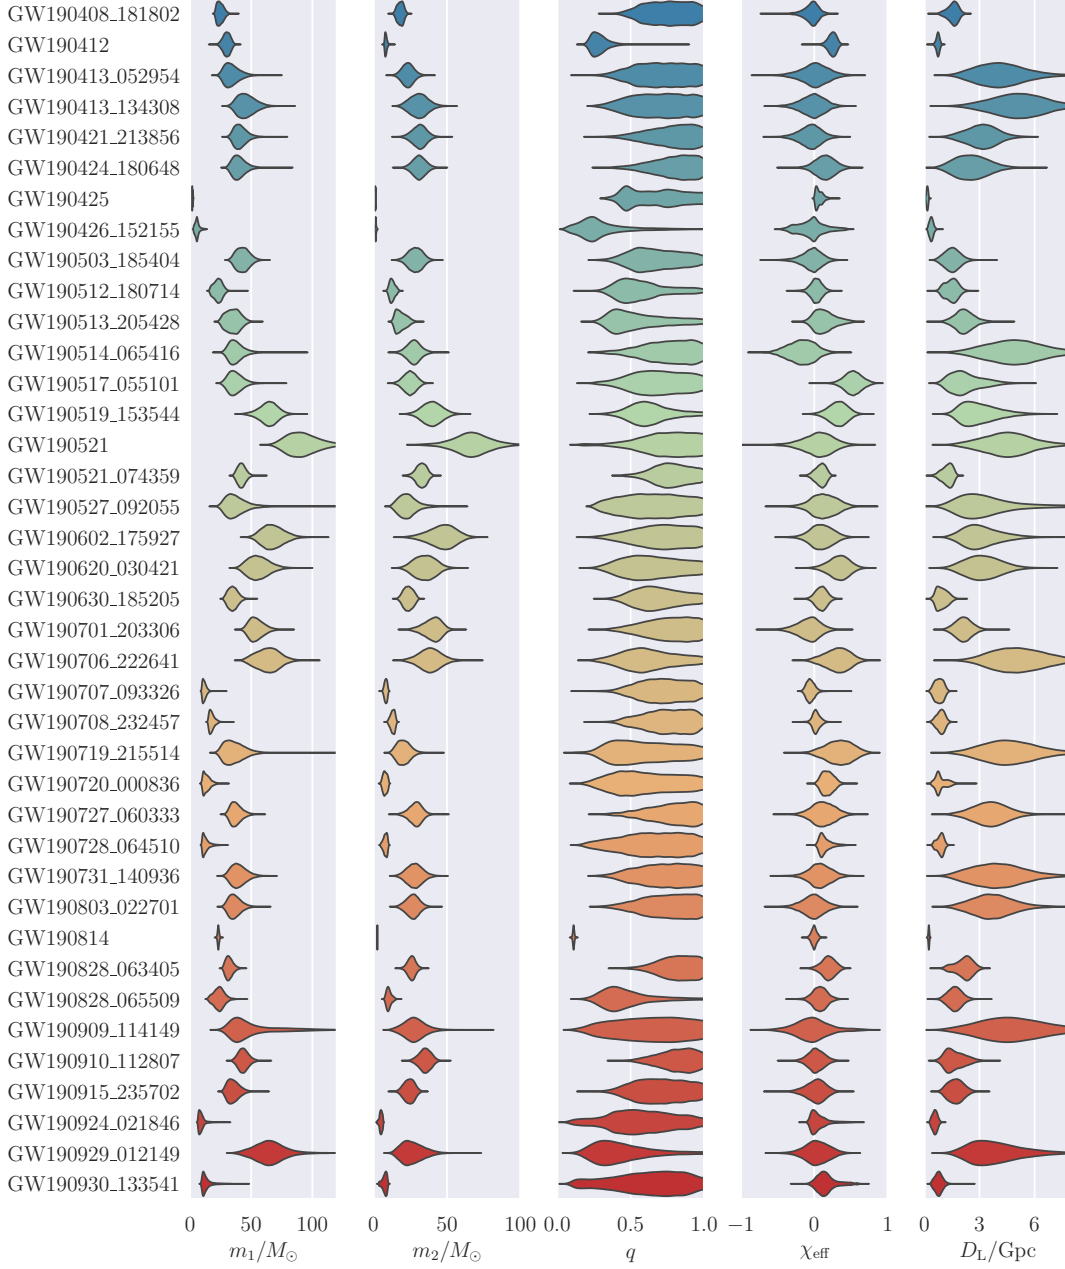 GW190408_181802
GW190412
GW190413_052954
GW190413_134308
GW190421_213856
GW190424_180648
GW190425
GW190426_152155
GW190503_185404
GW190512_180714
GW190513_205428
GW190514_065416
GW190517_055101
GW190519_153544
GW190521
GW190521_074359
GW190527_092055
GW190602_175927
GW190620_030421
GW190630_185205
GW190701_203306
GW190706_222641
GW190707_093326
GW190708_232457
GW190719_215514
GW190720_000836
GW190727_060333
GW190728_064510
GW190731_140936
GW190803_022701
GW190814
GW190828_063405
GW190828_065509
GW190909_114149
GW190910_112807
GW190915_235702
GW190924_021846
GW190929_012149
GW190930_133541
0 50 100 0 50 100 0.0 0.5 1.0 −1 0 1 0 3 6
m₁/M⊙ m₂/M⊙ q χeff DL/Gpc